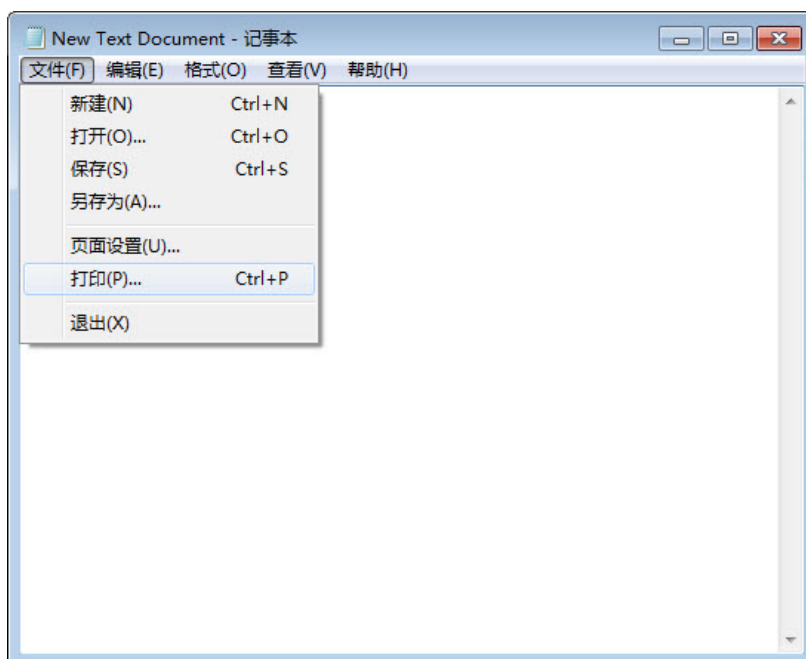 New Text Document - 记事本
文件(F) 编辑(E) 格式(O) 查看(V) 帮助(H)
新建(N) Ctrl+N
打开(O)... Ctrl+O
保存(S) Ctrl+S
另存为(A)...
页面设置(U)...
打印(P)... Ctrl+P
退出(X)